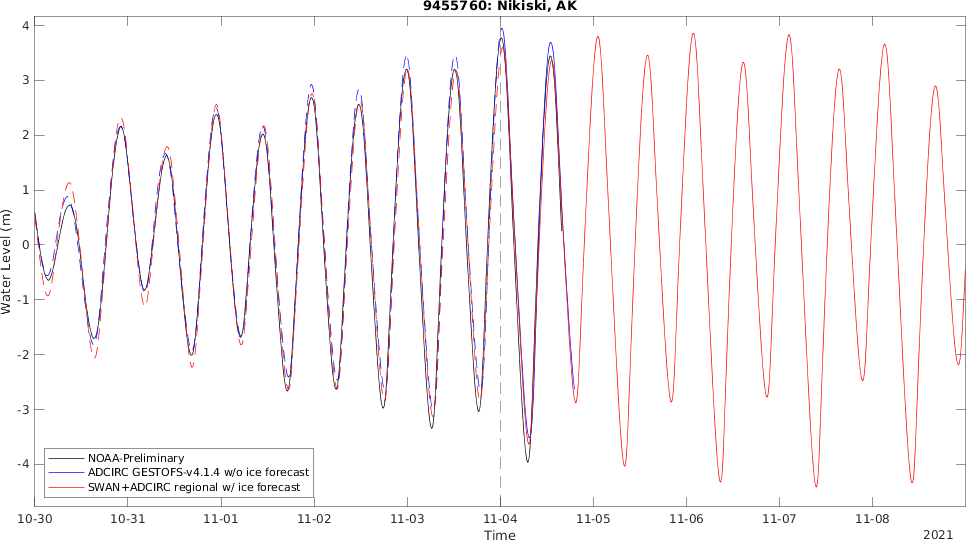 9455760: Nikiski, AK
4
3
2
1
0
-1
-2
-3
-4
Water Level (m)
NOAA-Preliminary
ADCIRC GESTOFS-v4.1.4 w/o ice forecast
SWAN+ADCIRC regional w/ ice forecast
10-30 10-31 11-01 11-02 11-03 11-04 11-05 11-06 11-07 11-08
Time
2021